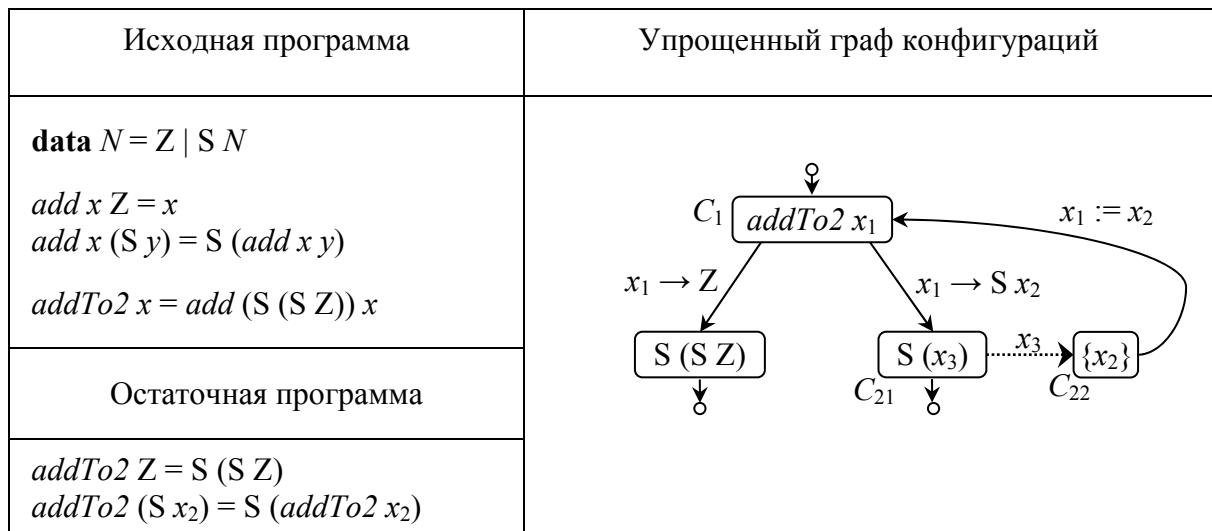 Исходная программа
Упрощенный граф конфигураций
data N = Z | S N
add x Z = x
add x (S y) = S (add x y)
addTo2 x = add (S (S Z)) x
Остаточная программа
addTo2 Z = S (S Z)
addTo2 (S x₂) = S (addTo2 x₂)
C₁
addTo2 x₁
x₁ := x₂
x₁ → Z
x₁ → S x₂
S (S Z)
S (x₃)
x₃
{x₂}
C₂₁
C₂₂